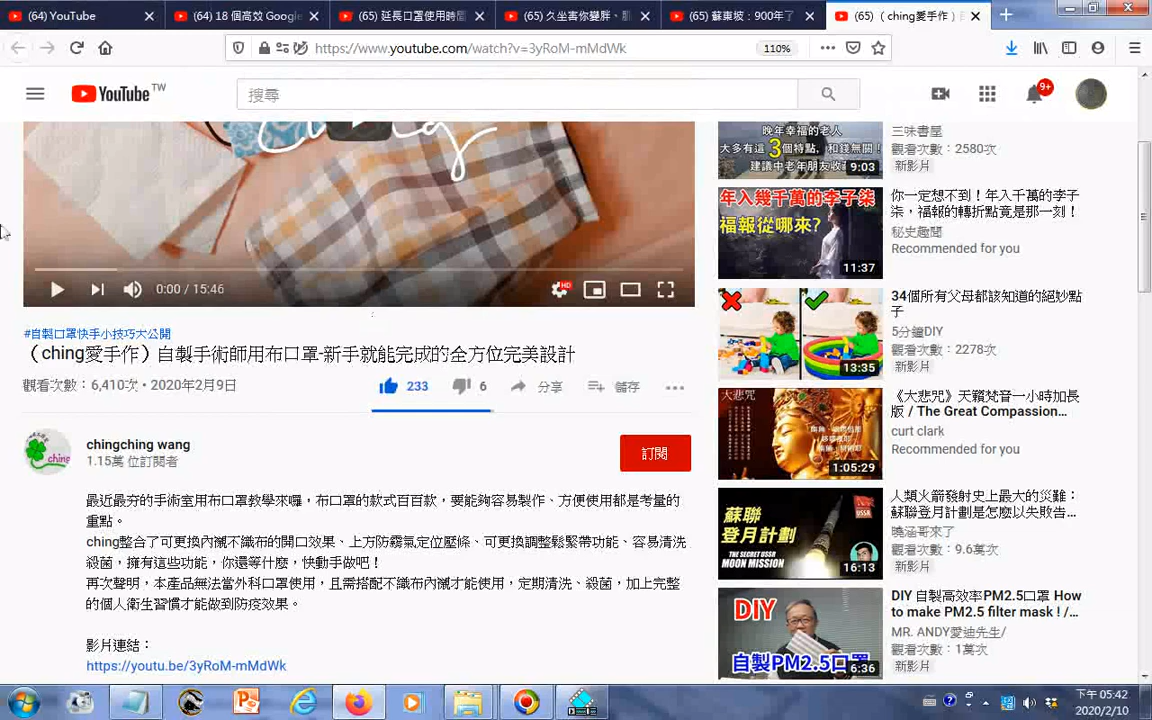 (64) YouTube
(64) 18 個高效 Google
(65) 延長口罩使用時間
(65) 久坐害你變胖、肌
(65) 蘇東坡：900年了
(65) （ching愛手作）自
https://www.youtube.com/watch?v=3yRoM-mMdWk
110%
YouTube TW
搜尋
9+
0:00 / 15:46
HD
#自製口罩快手小技巧大公開
（ching愛手作）自製手術師用布口罩-新手就能完成的全方位完美設計
觀看次數：6,410次 • 2020年2月9日
233
6
分享
儲存
ching
chingching wang
1.15萬 位訂閱者
訂閱
最近最夯的手術室用布口罩教學來囉，布口罩的款式百百款，要能夠容易製作、方便使用都是考量的
重點。
ching整合了可更換內襯不織布的開口效果、上方防霧氣定位壓條、可更換調整鬆緊帶功能、容易清洗
殺菌，擁有這些功能，你還等什麼，快動手做吧！
再次聲明，本產品無法當外科口罩使用，且需搭配不織布內襯才能使用，定期清洗、殺菌，加上完整
的個人衛生習慣才能做到防疫效果。
影片連結：
https://youtu.be/3yRoM-mMdWk
晚年幸福的老人
大多有這3個特點，和錢無關！
建議中老年朋友收
9:03
三味書屋
觀看次數：2580次
新影片
年入幾千萬的李子柒
福報從哪來?
11:37
你一定想不到！年入千萬的李子
柒，福報的轉折點竟是那一刻！
秘史趣聞
Recommended for you
13:35
34個所有父母都該知道的絕妙點
子
5分鐘DIY
觀看次數：2278次
新影片
大悲咒
1:05:29
《大悲咒》天籟梵音一小時加長
版 / The Great Compassion...
curt clark
Recommended for you
蘇聯
登月計劃
THE SECRET USSR
MOON MISSION
USSR
16:13
人類火箭發射史上最大的災難：
蘇聯登月計劃是怎麼以失敗告...
曉涵哥來了
觀看次數：9.6萬次
新影片
DIY
自製PM2.5口罩
6:36
DIY 自製高效率PM2.5口罩 How
to make PM2.5 filter mask ! /...
MR. ANDY愛迪先生/
觀看次數：1萬次
新影片
下午 05:42
2020/2/10